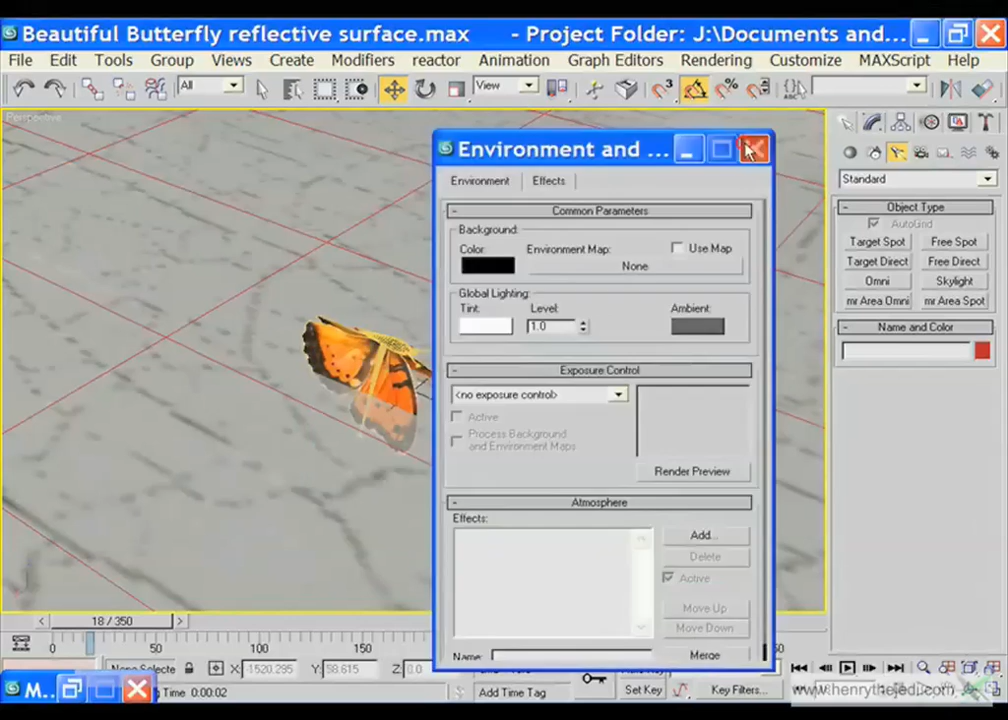 Beautiful Butterfly reflective surface.max - Project Folder: J:\Documents and...
File Edit Tools Group Views Create Modifiers reactor Animation Graph Editors Rendering Customize MAXScript Help
All View
Perspective
Environment and ...
Environment Effects
- Common Parameters
Background:
Color: Environment Map: Use Map
None
Global Lighting:
Tint: Level: Ambient:
1.0
- Exposure Control
<no exposure control>
Active
Process Background
and Environment Maps
Render Preview
- Atmosphere
Effects:
Add...
Delete
Active
Move Up
Move Down
Name: Merge
Standard
- Object Type
AutoGrid
Target Spot Free Spot
Target Direct Free Direct
Omni Skylight
mr Area Omni mr Area Spot
- Name and Color
< 18 / 350 >
0 50 100 150
X: -1520.295 Y: 58.615 Z: 0.0
M...
Time: 0:00:02 Add Time Tag Set Key Key Filters...
www.henrythejedi.com